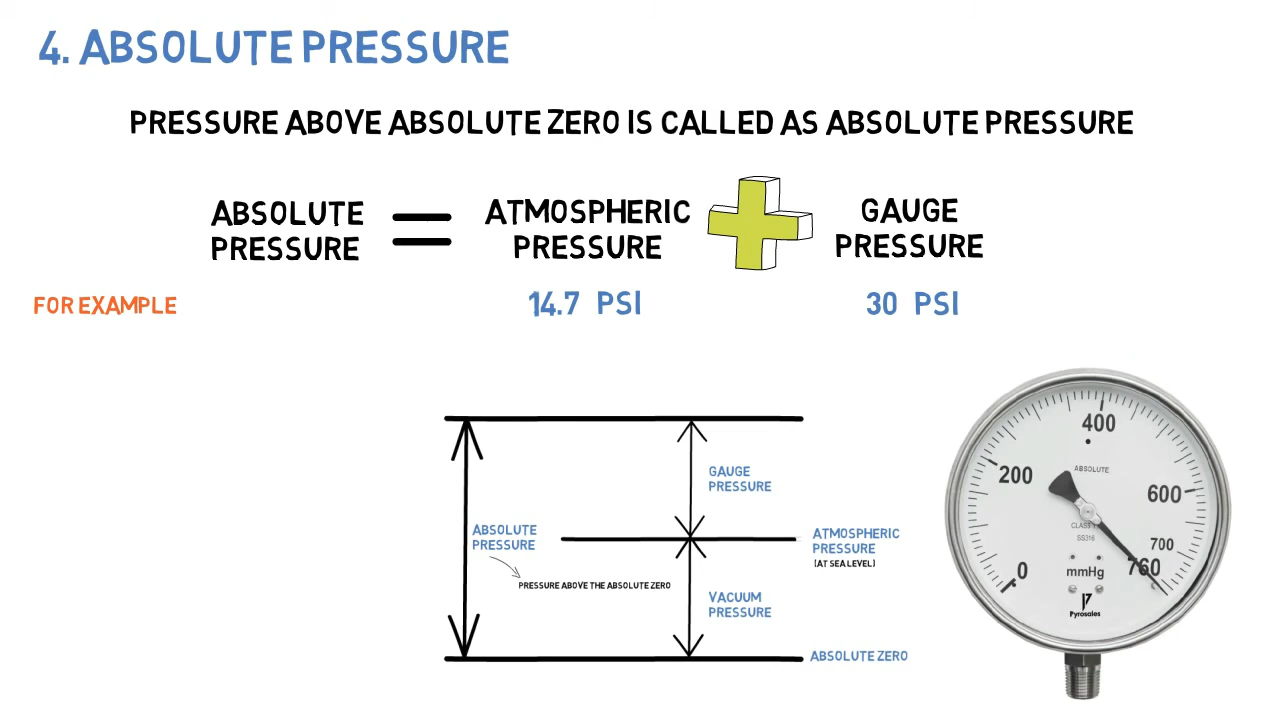 4. ABSOLUTE PRESSURE
PRESSURE ABOVE ABSOLUTE ZERO IS CALLED AS ABSOLUTE PRESSURE
ABSOLUTE
PRESSURE
ATMOSPHERIC
PRESSURE
GAUGE
PRESSURE
FOR EXAMPLE
14.7 PSI
30 PSI
GAUGE
PRESSURE
ABSOLUTE
PRESSURE
PRESSURE ABOVE THE ABSOLUTE ZERO
ATMOSPHERIC
PRESSURE
(AT SEA LEVEL)
VACUUM
PRESSURE
ABSOLUTE ZERO
400
200
ABSOLUTE
600
CLASS
SS316
700
0
mmHg
760
Pyrosales